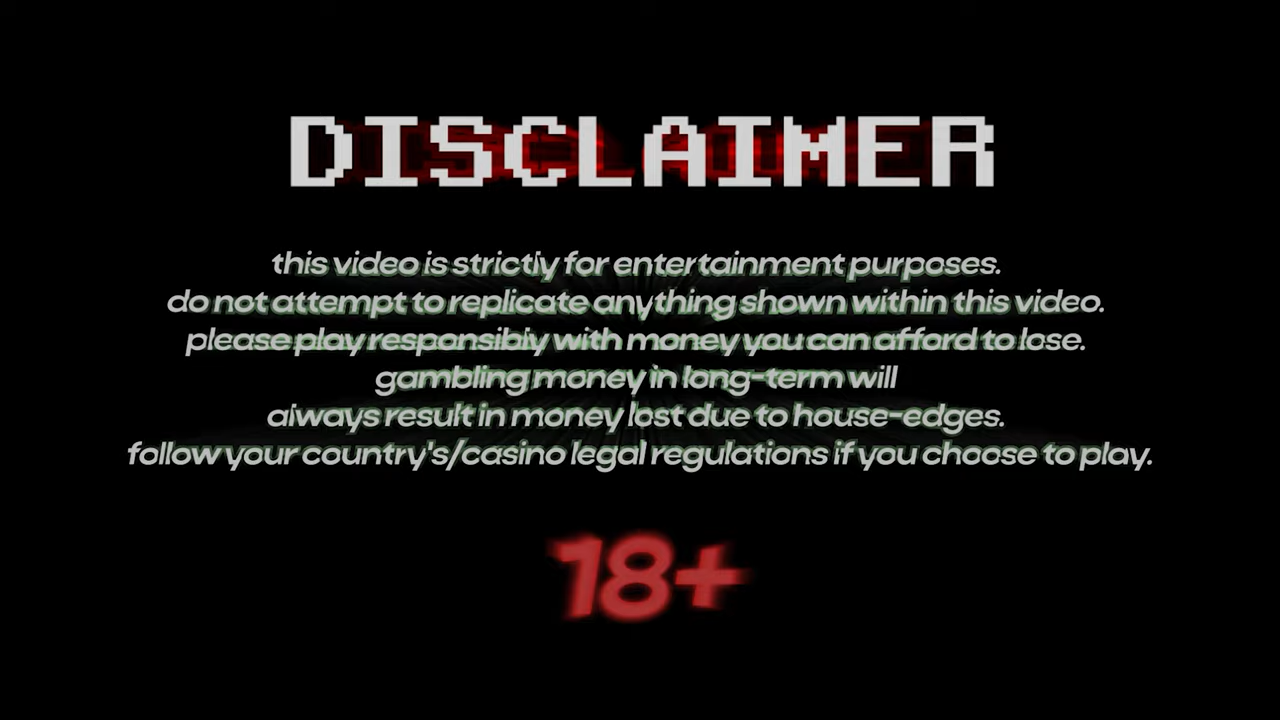 DISCLAIMER
this video is strictly for entertainment purposes.
do not attempt to replicate anything shown within this video.
please play responsibly with money you can afford to lose.
gambling money in long-term will
always result in money lost due to house-edges.
follow your country's/casino legal regulations if you choose to play.
18+